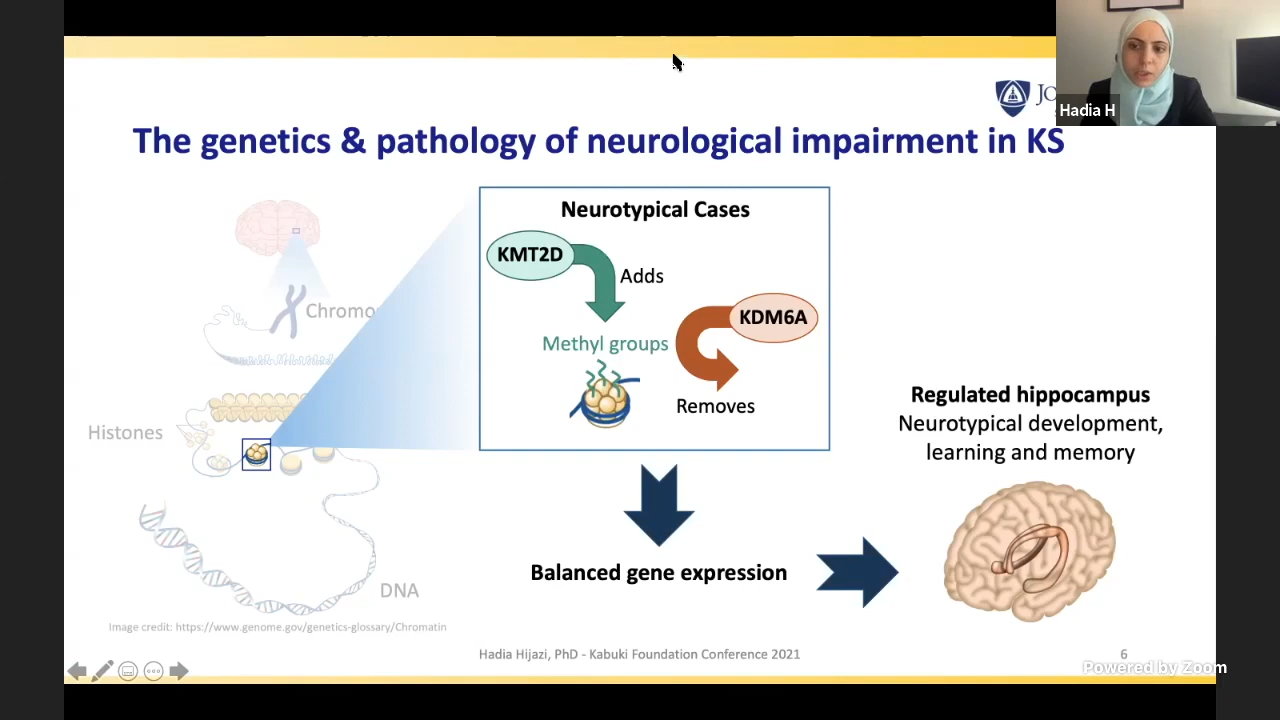 Hadia H
The genetics & pathology of neurological impairment in KS
Neurotypical Cases
KMT2D
Adds
KDM6A
Methyl groups
Removes
Histones
DNA
Regulated hippocampus
Neurotypical development,
learning and memory
Balanced gene expression
Image credit: https://www.genome.gov/genetics-glossary/Chromatin
Hadia Hijazi, PhD - Kabuki Foundation Conference 2021
6
Powered by Zoom